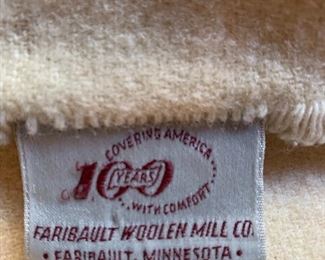 COVERING AMERICA
100
YEARS
... WITH COMFORT...
FARIBAULT WOOLEN MILL CO.
• FARIBAULT, MINNESOTA •